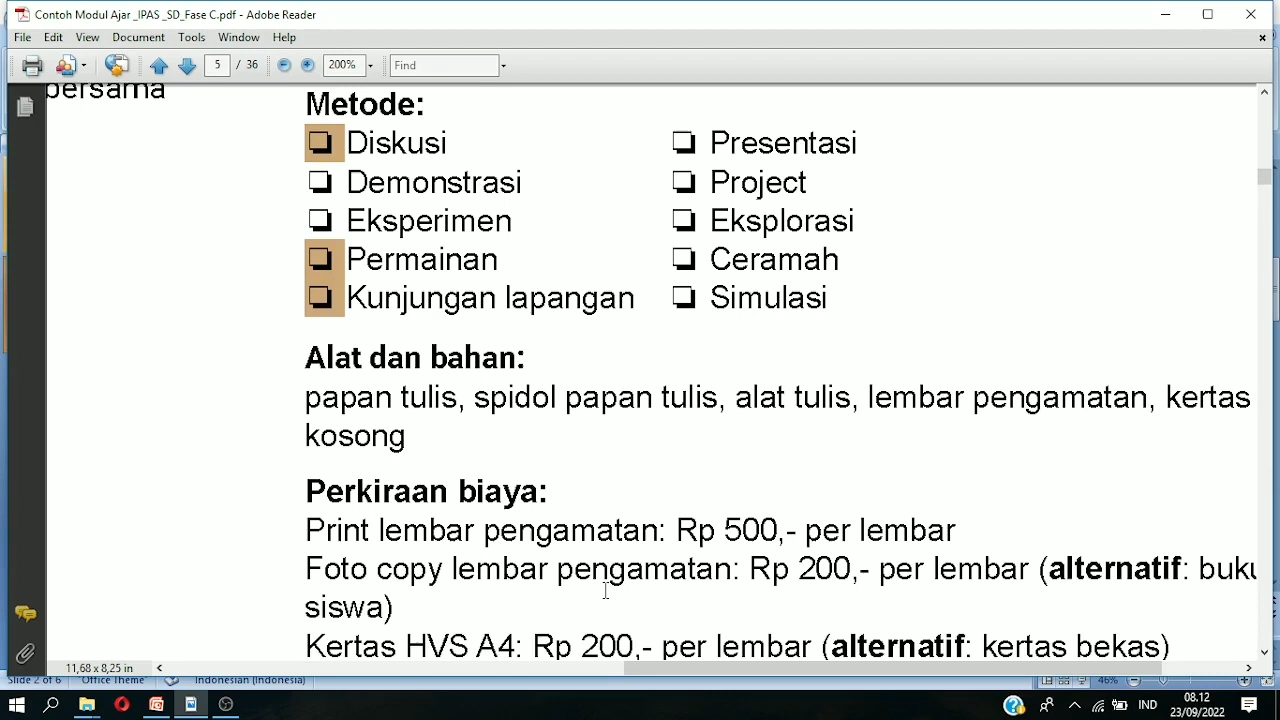 Contoh Modul Ajar _IPAS _SD_Fase C.pdf - Adobe Reader
File Edit View Document Tools Window Help
5 / 36 200% Find
bersama
Metode:
Diskusi Presentasi
Demonstrasi Project
Eksperimen Eksplorasi
Permainan Ceramah
Kunjungan lapangan Simulasi
Alat dan bahan:
papan tulis, spidol papan tulis, alat tulis, lembar pengamatan, kertas
kosong
Perkiraan biaya:
Print lembar pengamatan: Rp 500,- per lembar
Foto copy lembar pengamatan: Rp 200,- per lembar (alternatif: buku
siswa)
Kertas HVS A4: Rp 200,- per lembar (alternatif: kertas bekas)
11,68 x 8,25 in
Slide 2 of 6 Office Theme Indonesian (Indonesia) 46%
IND
08.12
23/09/2022